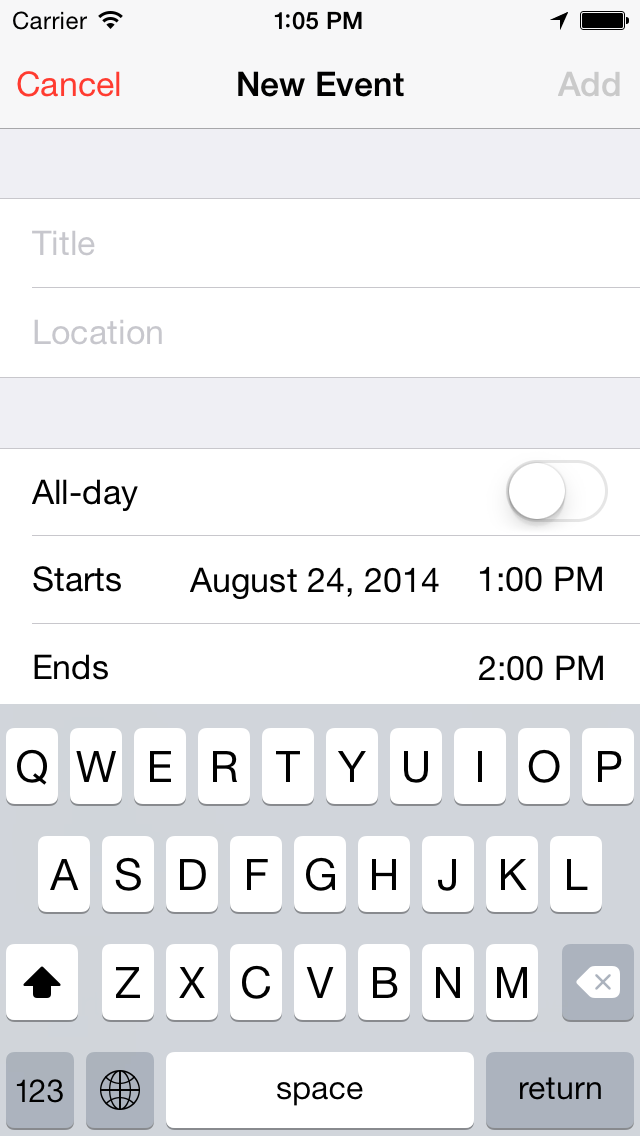 Carrier 1:05 PM
Cancel New Event Add
Title
Location
All-day
Starts August 24, 2014 1:00 PM
Ends 2:00 PM
Q W E R T Y U I O P
A S D F G H J K L
Z X C V B N M
123 space return